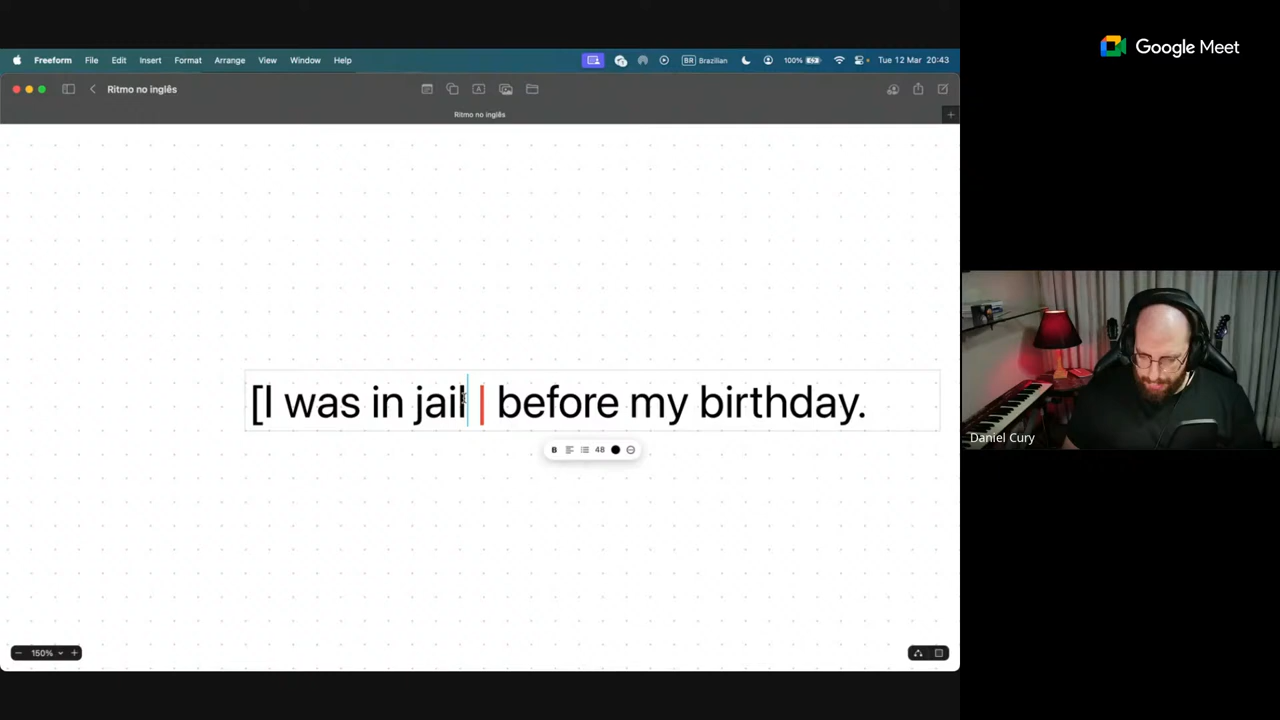 Google Meet
Freeform File Edit Insert Format Arrange View Window Help
BR Brazilian 100% Tue 12 Mar 20:43
Ritmo no inglês
Ritmo no inglês
[I was in jail | before my birthday.
B 48
Daniel Cury
150%